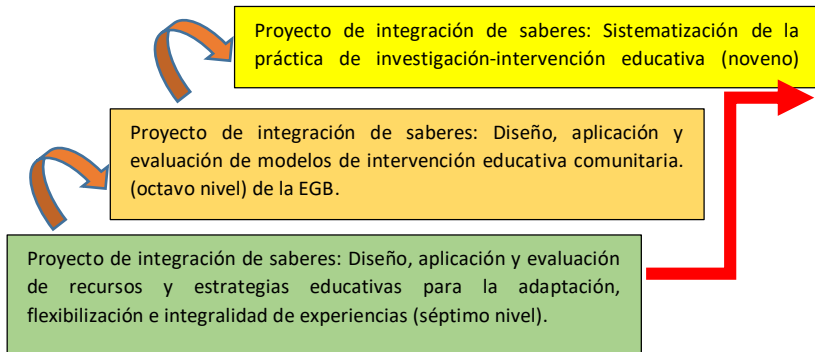 Proyecto de integración de saberes: Sistematización de la
práctica de investigación-intervención educativa (noveno)
Proyecto de integración de saberes: Diseño, aplicación y
evaluación de modelos de intervención educativa comunitaria.
(octavo nivel) de la EGB.
Proyecto de integración de saberes: Diseño, aplicación y evaluación
de recursos y estrategias educativas para la adaptación,
flexibilización e integralidad de experiencias (séptimo nivel).